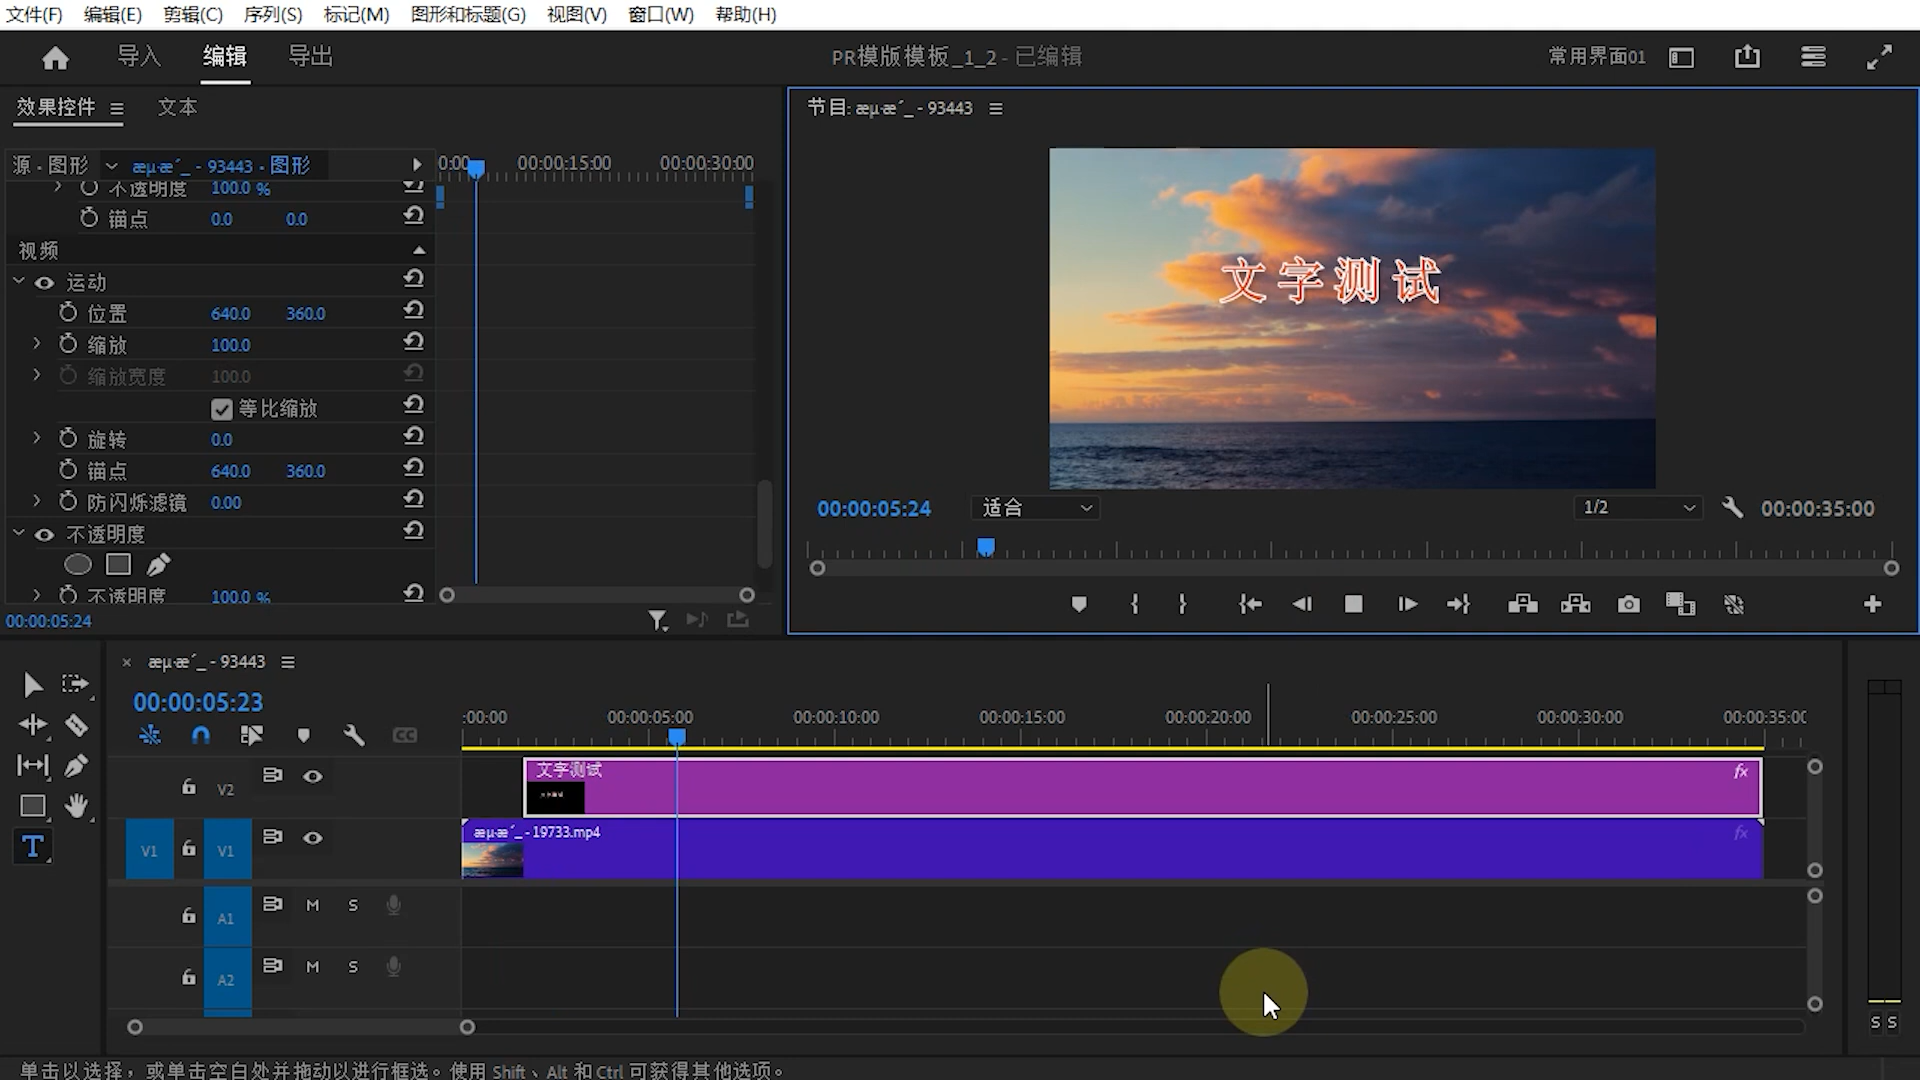 文件(F) 编辑(E) 剪辑(C) 序列(S) 标记(M) 图形和标题(G) 视图(V) 窗口(W) 帮助(H)
导入 编辑 导出 PR模版模板_1_2 - 已编辑 常用界面01
效果控件 文本
节目: æµ·æ´_ - 93443
源 - 图形 æµ·æ´_ - 93443 - 图形 0:00 00:00:15:00 00:00:30:00
不透明度 100.0 %
锚点 0.0 0.0
视频
运动
位置 640.0 360.0
缩放 100.0
缩放宽度 100.0
等比缩放
旋转 0.0
锚点 640.0 360.0
防闪烁滤镜 0.00
不透明度
不透明度 100.0 %
00:00:05:24
文字测试
00:00:05:24 适合 1/2 00:00:35:00
æµ·æ´_ - 93443
00:00:05:23
:00:00 00:00:05:00 00:00:10:00 00:00:15:00 00:00:20:00 00:00:25:00 00:00:30:00 00:00:35:00
CC
V2 文字测试 fx
文字测试
V1 V1 æµ·æ´_ - 19733.mp4 fx
A1 M S
A2 M S
S S
T
单击以选择，或单击空白处并拖动以进行框选。使用 Shift、Alt 和 Ctrl 可获得其他选项。